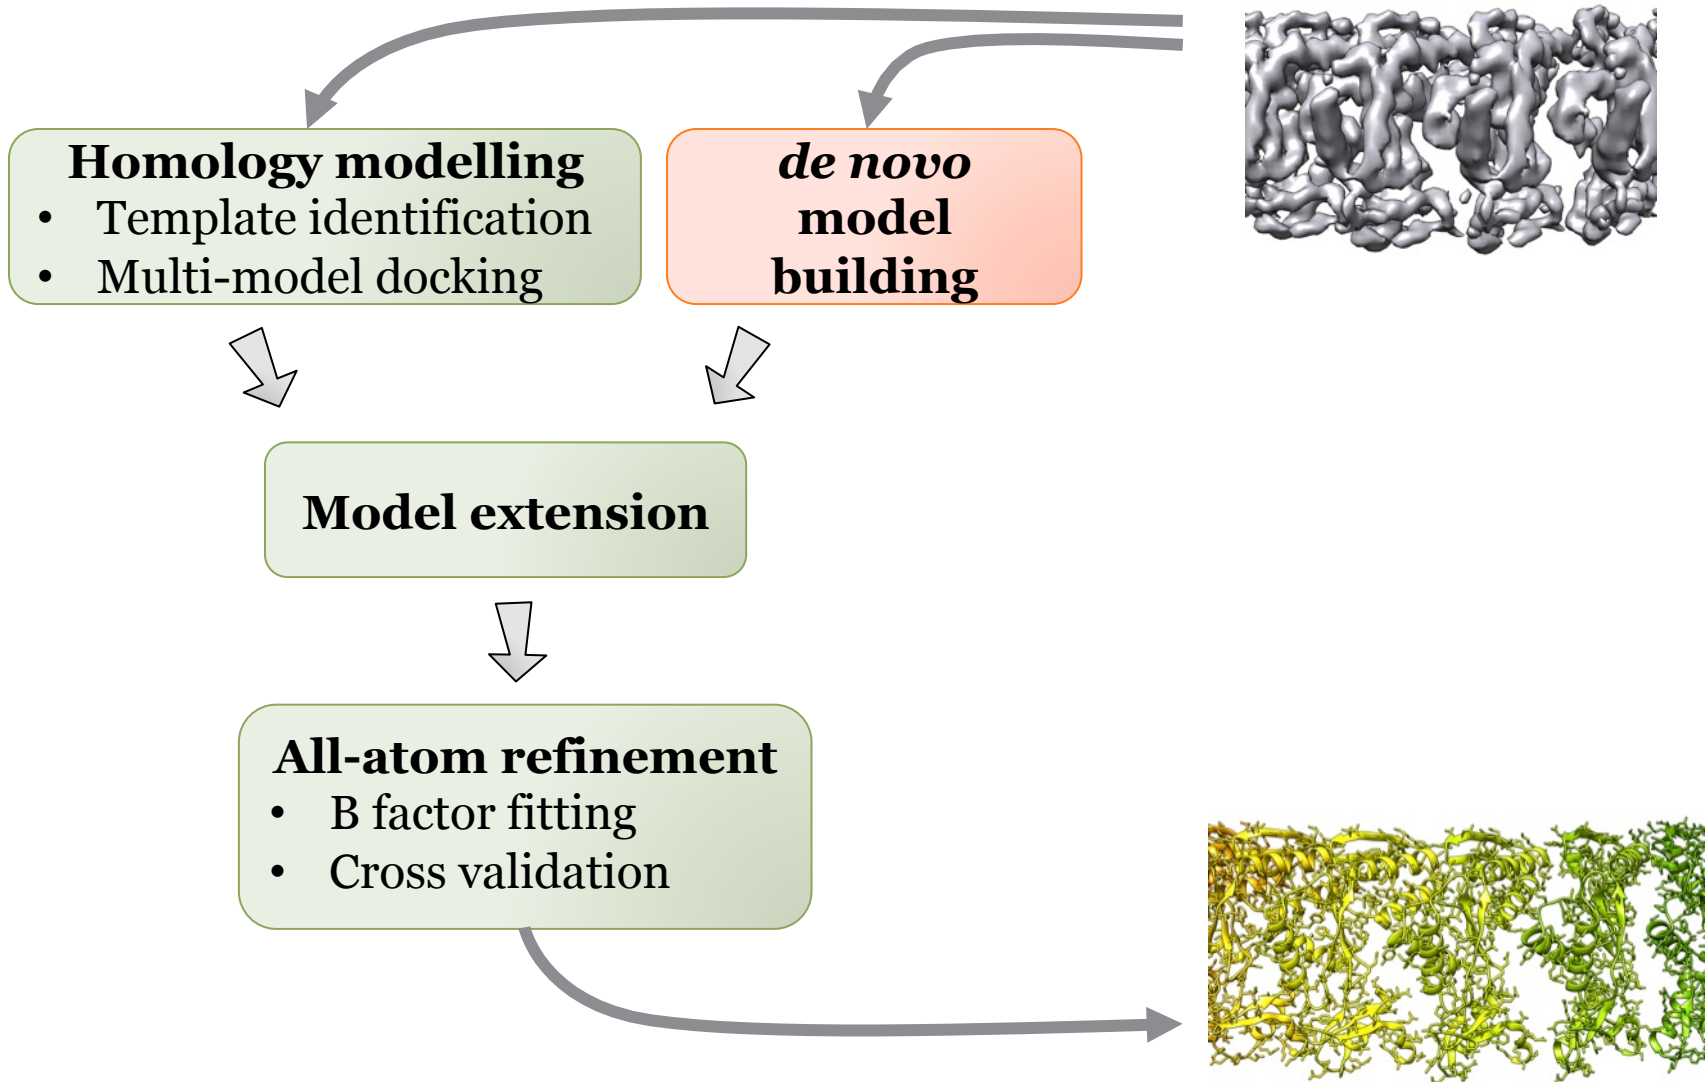 Homology modelling
• Template identification
• Multi-model docking
de novo
model
building
Model extension
All-atom refinement
• B factor fitting
• Cross validation